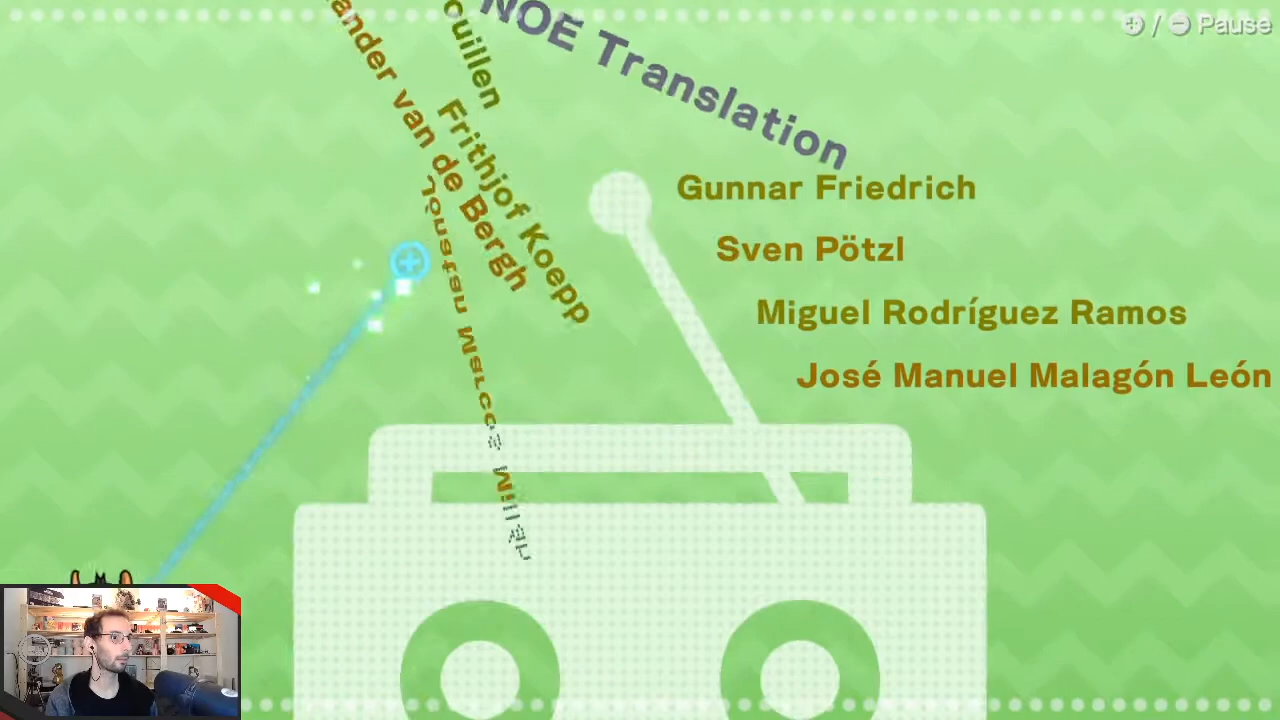 + / - Pause
NOE Translation
ander van de Bergh
ouillen
Frithjof Koepp
Gunnar Friedrich
Sven Pötzl
Miguel Rodríguez Ramos
José Manuel Malagón León